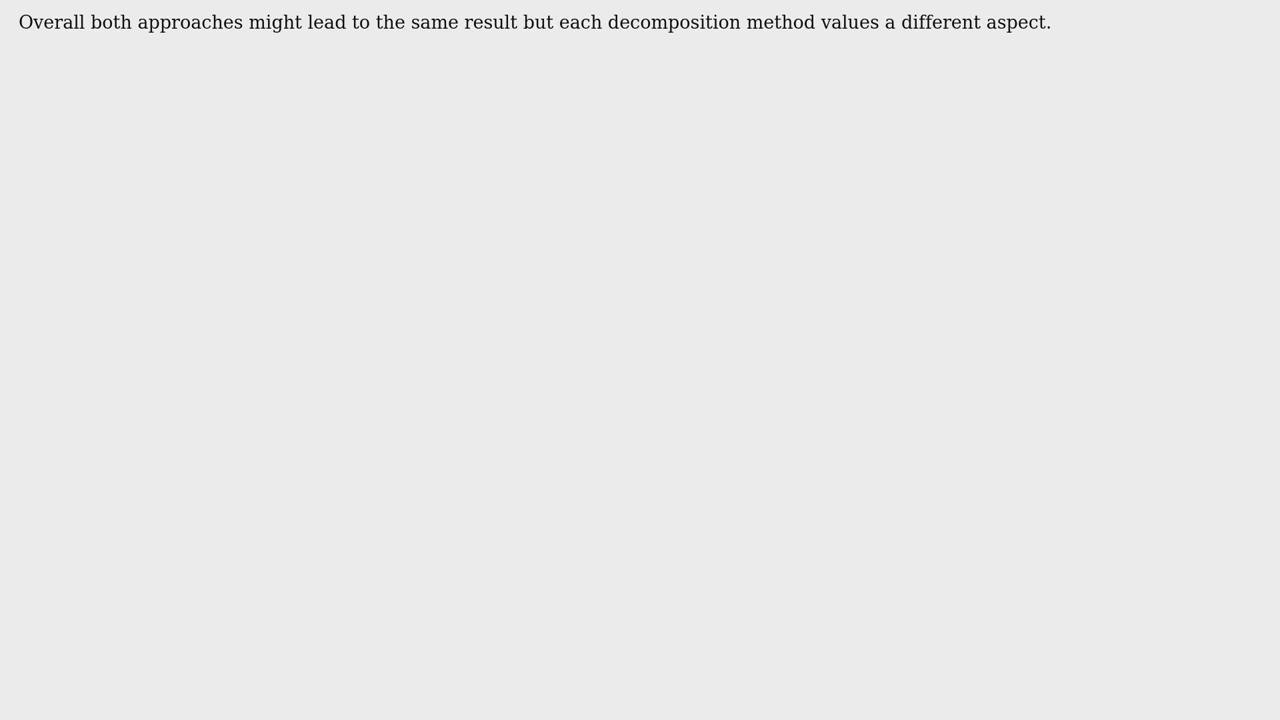 Overall both approaches might lead to the same result but each decomposition method values a different aspect.